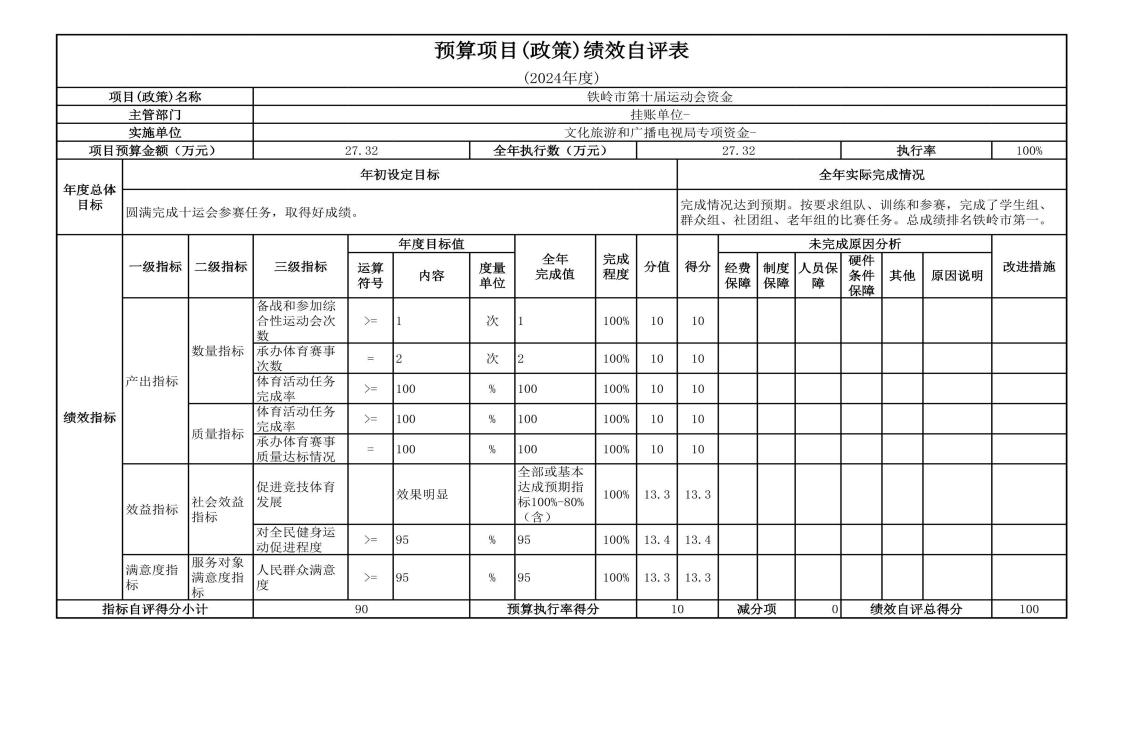 预算项目(政策)绩效自评表
(2024年度)
项目(政策)名称 铁岭市第十届运动会资金
主管部门 挂账单位-
实施单位 文化旅游和广播电视局专项资金-
项目预算金额（万元） 27.32 全年执行数（万元） 27.32 执行率 100%
年度总体
目标
年初设定目标 全年实际完成情况
圆满完成十运会参赛任务，取得好成绩。
完成情况达到预期。按要求组队、训练和参赛，完成了学生组、
群众组、社团组、老年组的比赛任务。总成绩排名铁岭市第一。
绩效指标
一级指标 二级指标 三级指标
年度目标值
运算
符号
内容
度量
单位
全年
完成值
完成
程度
分值 得分
未完成原因分析
经费
保障
制度
保障
人员保
障
硬件
条件
保障
其他 原因说明
改进措施
产出指标
数量指标
备战和参加综
合性运动会次
数
>= 1 次 1 100% 10 10
承办体育赛事
次数
= 2 次 2 100% 10 10
体育活动任务
完成率
>= 100 % 100 100% 10 10
质量指标
体育活动任务
完成率
>= 100 % 100 100% 10 10
承办体育赛事
质量达标情况
= 100 % 100 100% 10 10
效益指标
社会效益
指标
促进竞技体育
发展
效果明显
全部或基本
达成预期指
标100%-80%
（含）
100% 13.3 13.3
对全民健身运
动促进程度
>= 95 % 95 100% 13.4 13.4
满意度指
标
服务对象
满意度指
标
人民群众满意
度
>= 95 % 95 100% 13.3 13.3
指标自评得分小计 90 预算执行率得分 10 减分项 0 绩效自评总得分 100